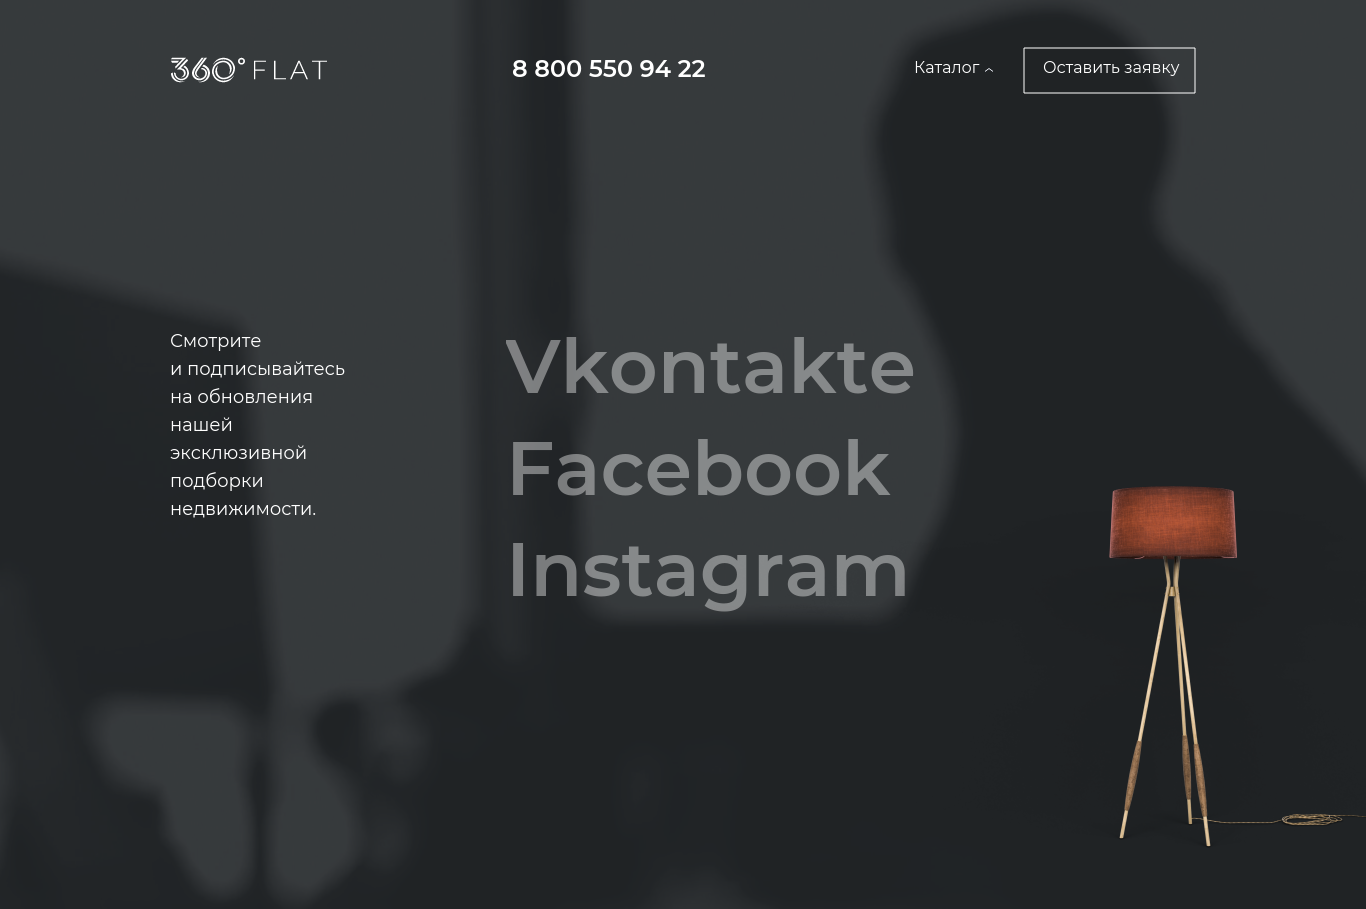 360° FLAT
8 800 550 94 22
Каталог
Оставить заявку
Смотрите
и подписывайтесь
на обновления
нашей
эксклюзивной
подборки
недвижимости.
Vkontakte
Facebook
Instagram